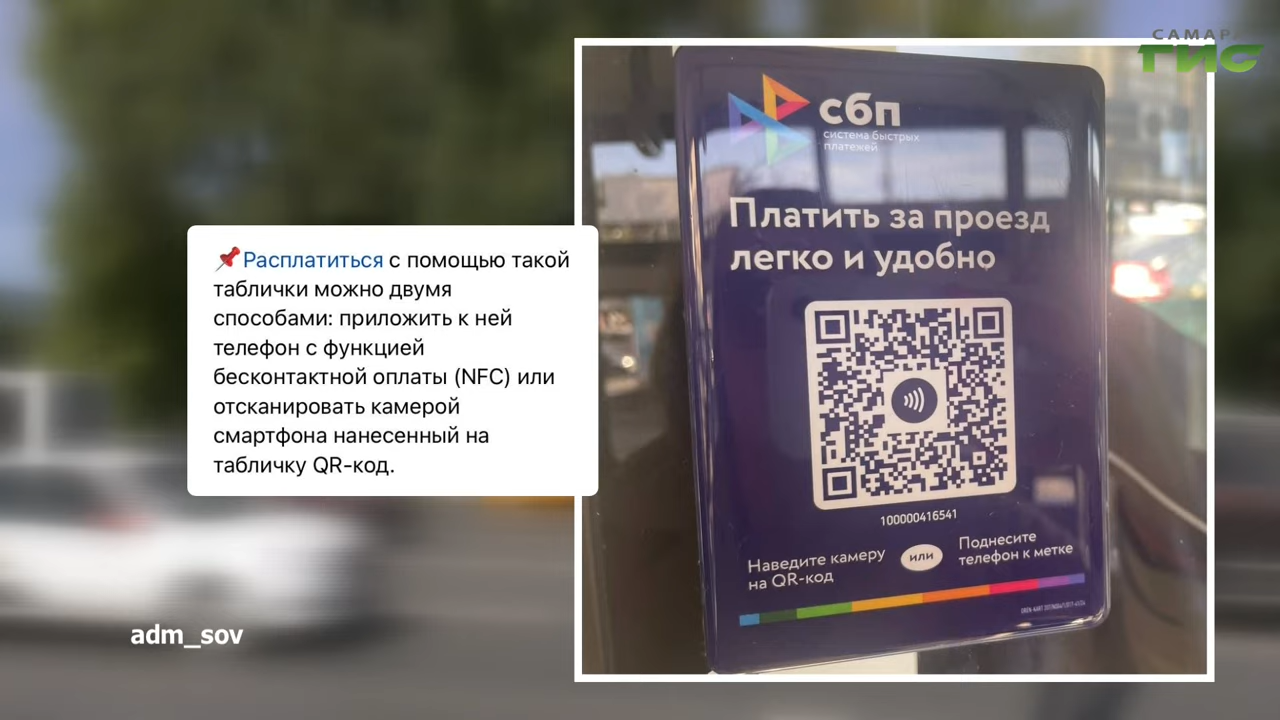 САМАРА
ГИС
📌Расплатиться с помощью такой
таблички можно двумя
способами: приложить к ней
телефон с функцией
бесконтактной оплаты (NFC) или
отсканировать камерой
смартфона нанесенный на
табличку QR-код.
adm_sov
сбп
система быстрых
платежей
Платить за проезд
легко и удобно
100000416541
Наведите камеру
на QR-код
или
Поднесите
телефон к метке